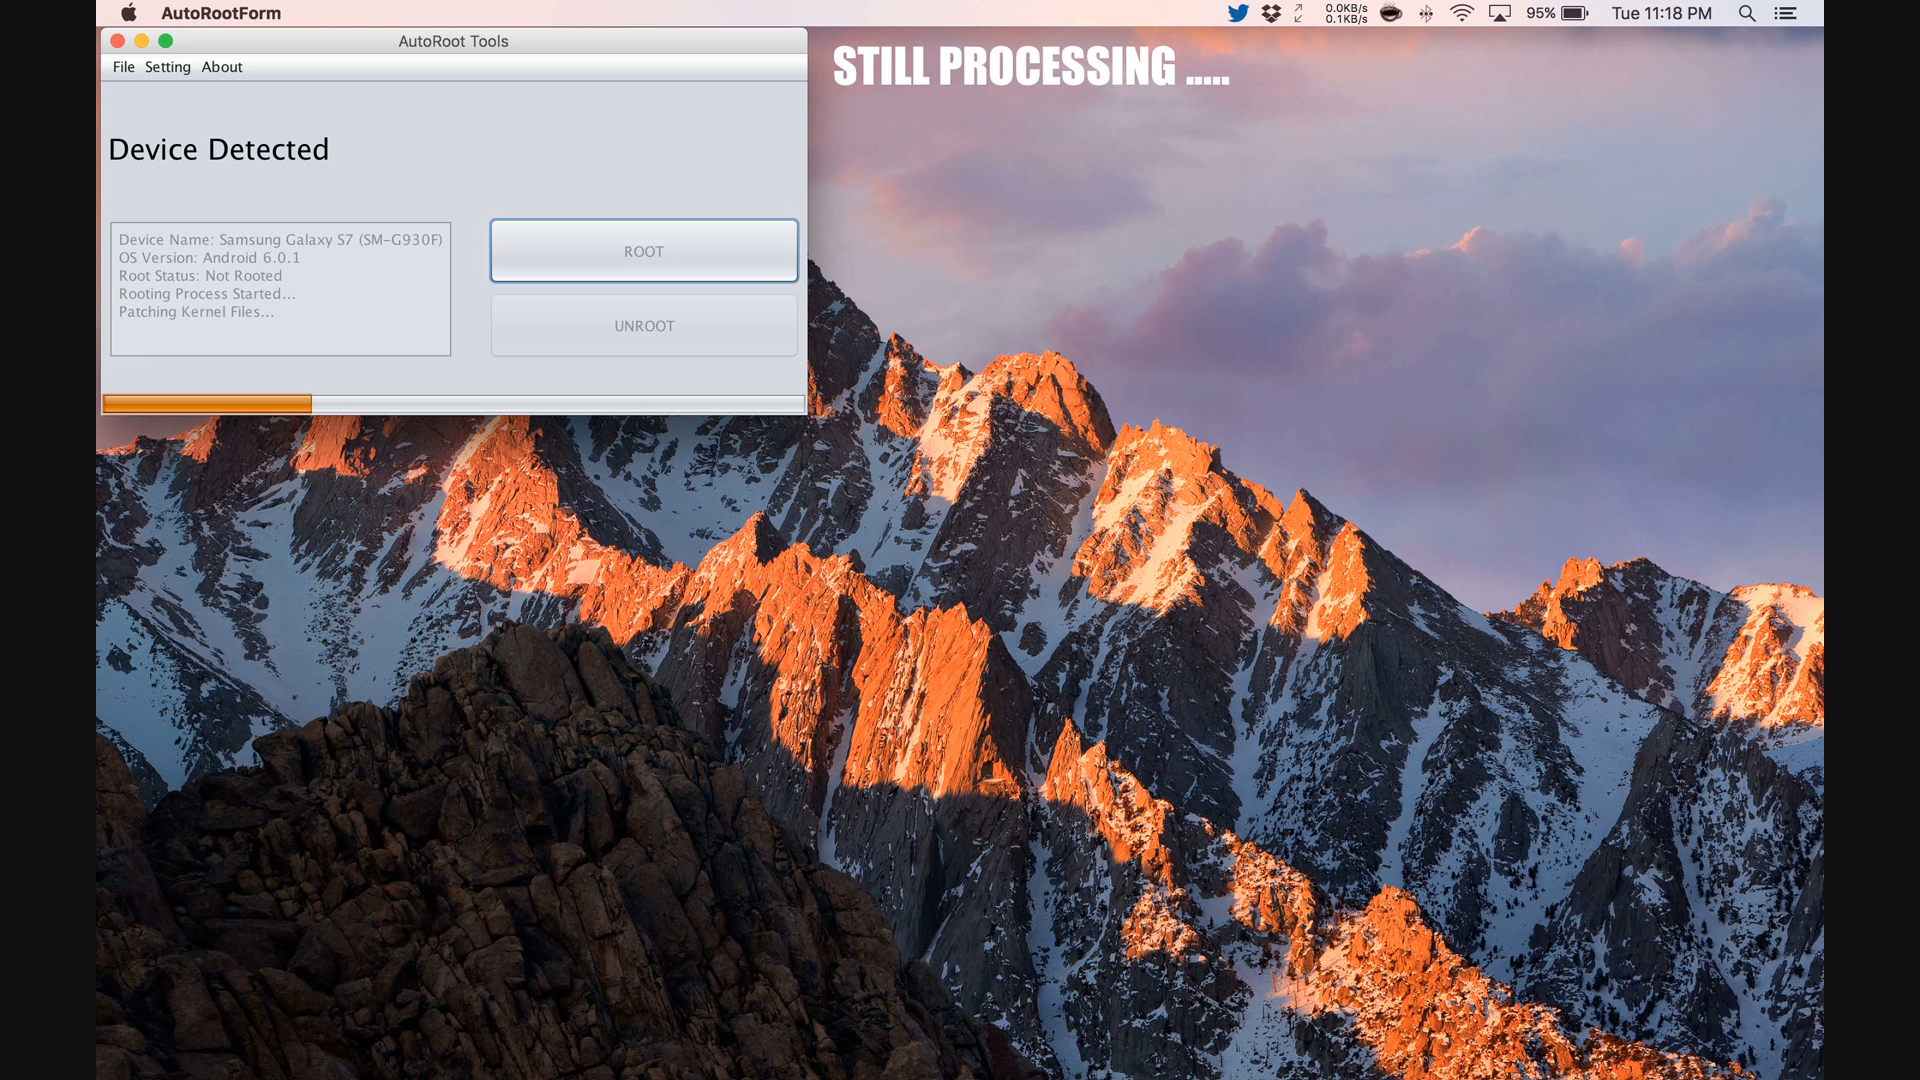 AutoRootForm
0.0KB/s
0.1KB/s
95%
Tue 11:18 PM
AutoRoot Tools
File Setting About
STILL PROCESSING .....
Device Detected
Device Name: Samsung Galaxy S7 (SM-G930F)
OS Version: Android 6.0.1
Root Status: Not Rooted
Rooting Process Started...
Patching Kernel Files...
ROOT
UNROOT